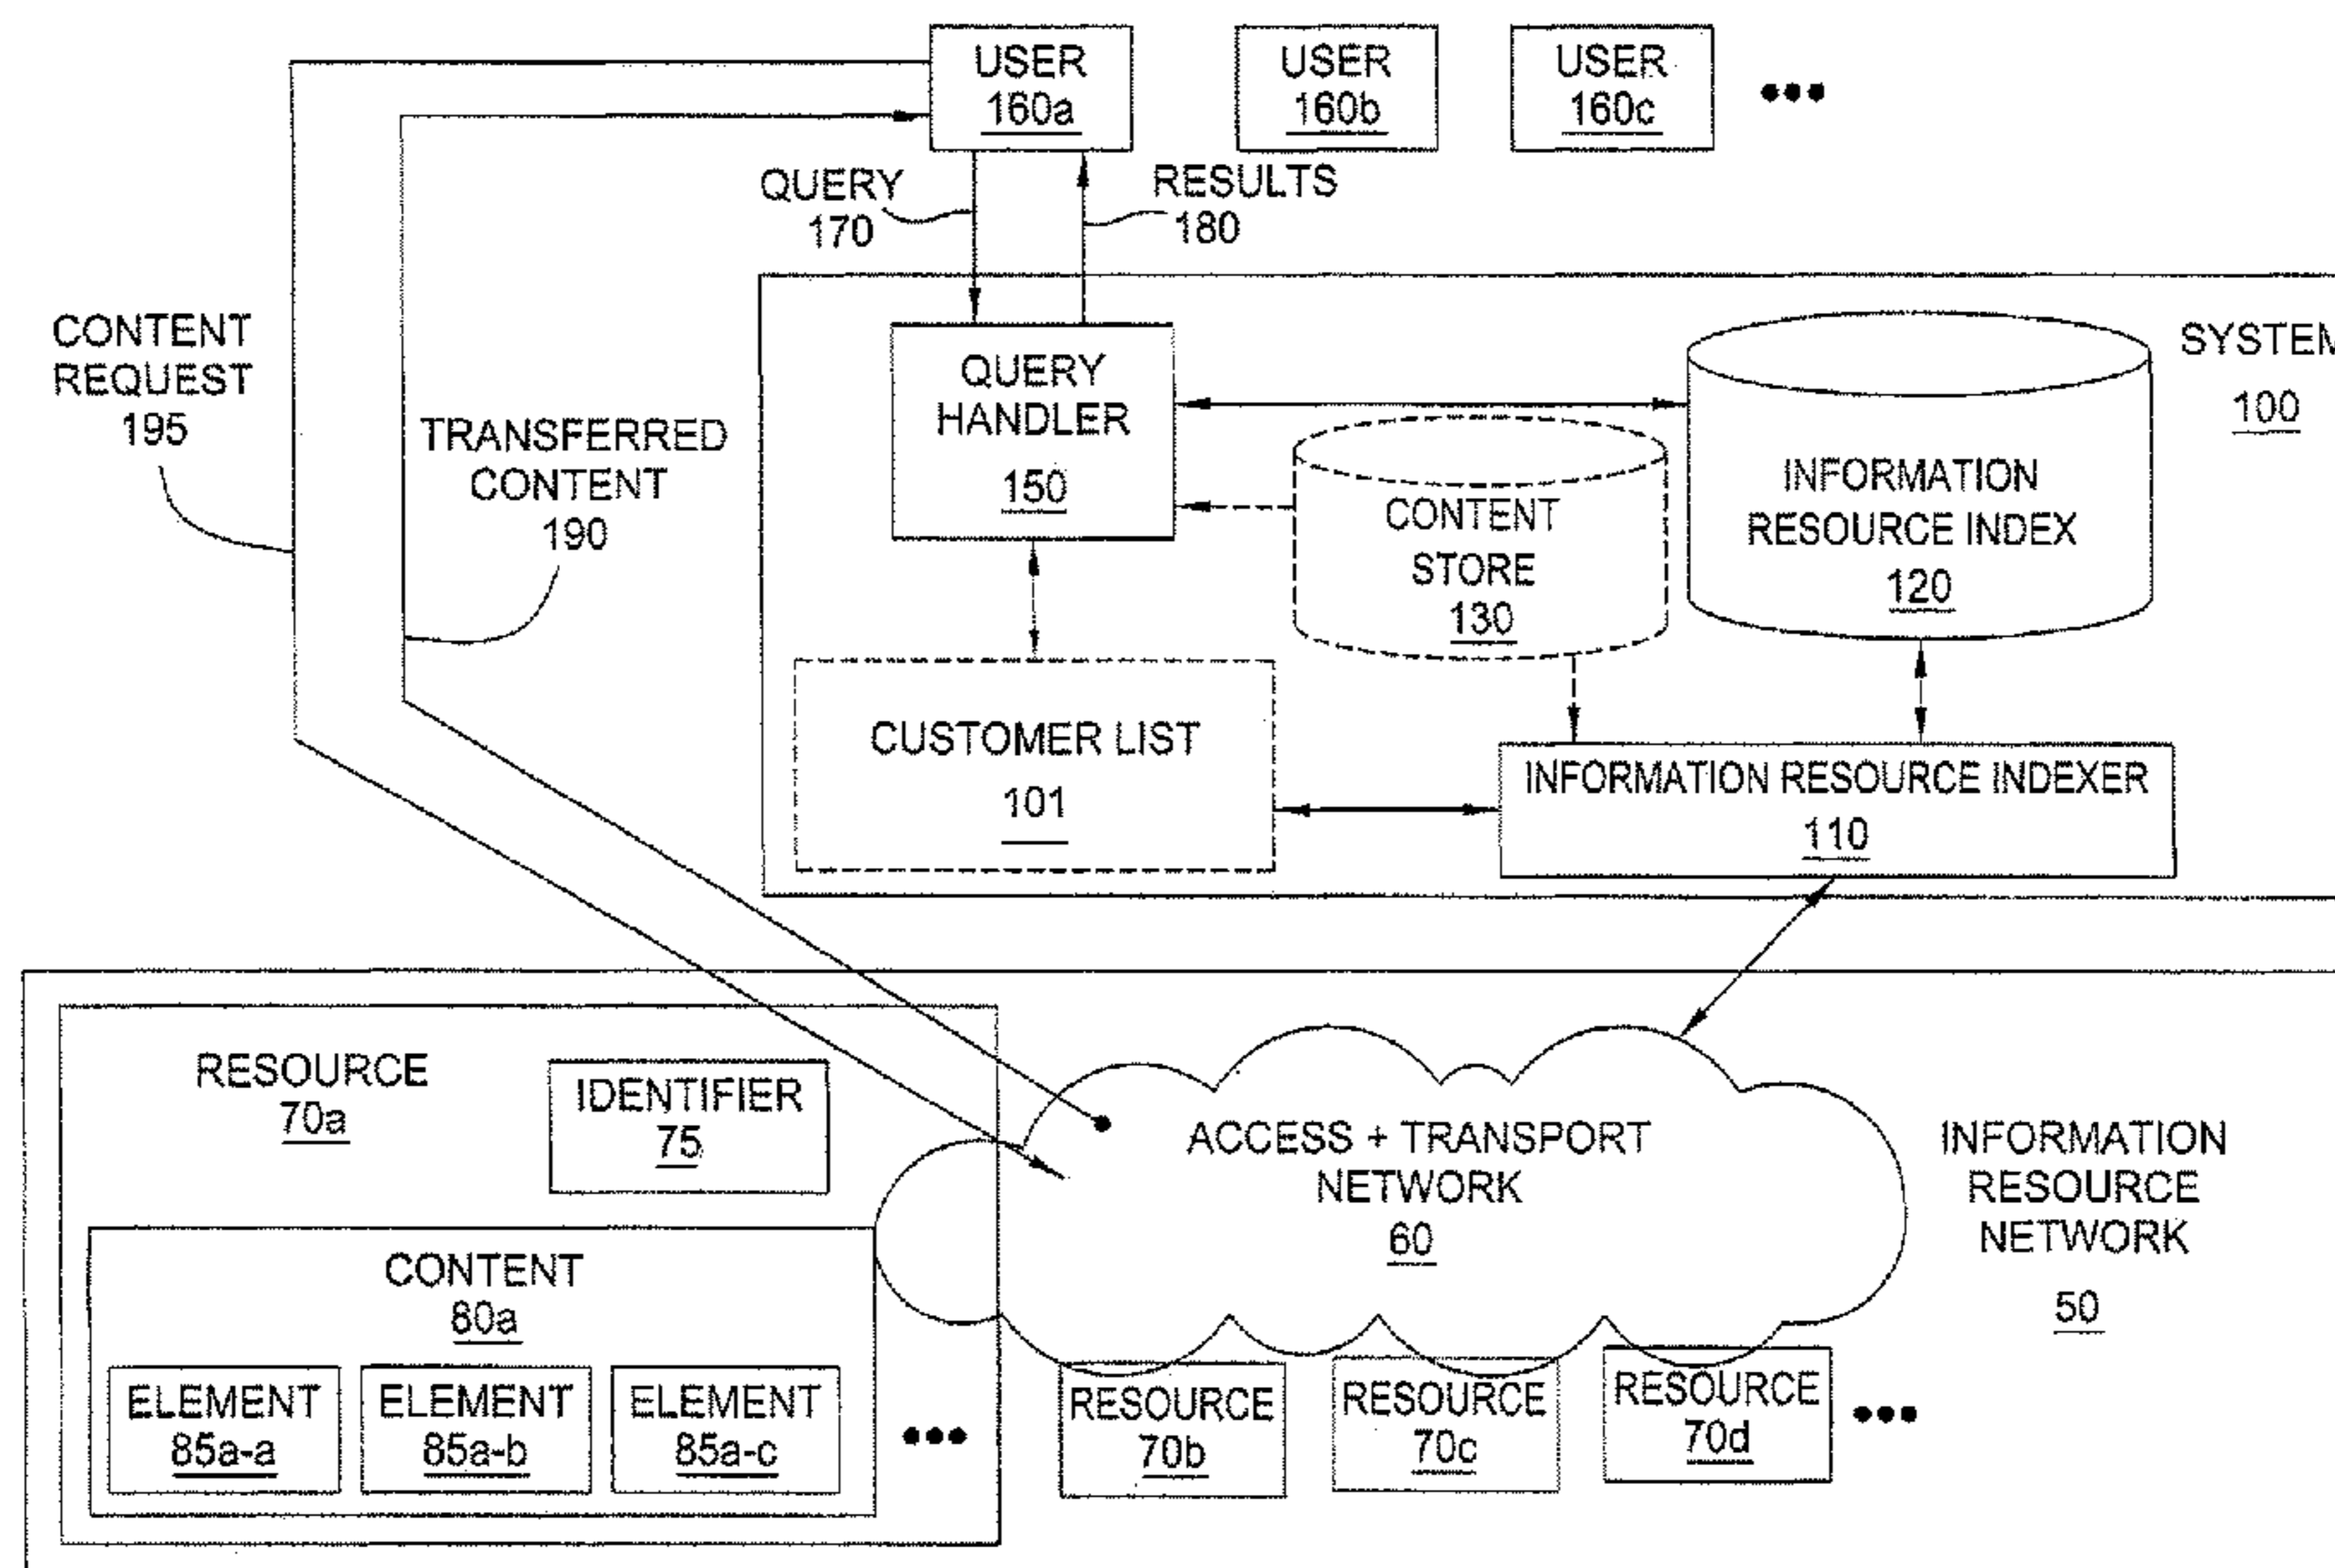 USER
160a
USER
160b
USER
160c
QUERY
170
RESULTS
180
CONTENT
REQUEST
195
TRANSFERRED
CONTENT
190
QUERY
HANDLER
150
CONTENT
STORE
130
INFORMATION
RESOURCE INDEX
120
SYSTEM
100
CUSTOMER LIST
101
INFORMATION RESOURCE INDEXER
110
RESOURCE
70a
IDENTIFIER
75
CONTENT
80a
ELEMENT
85a-a
ELEMENT
85a-b
ELEMENT
85a-c
ACCESS + TRANSPORT
NETWORK
60
INFORMATION
RESOURCE
NETWORK
50
RESOURCE
70b
RESOURCE
70c
RESOURCE
70d